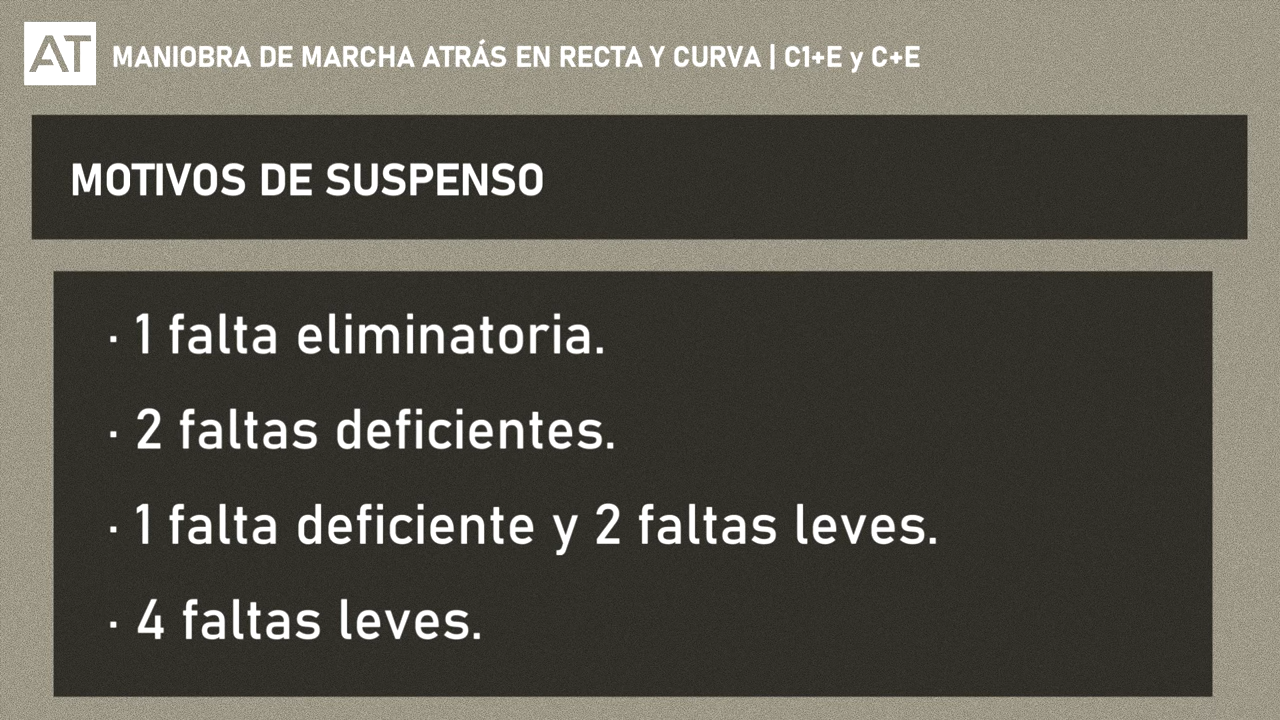 AT MANIOBRA DE MARCHA ATRÁS EN RECTA Y CURVA | C1+E y C+E
MOTIVOS DE SUSPENSO
· 1 falta eliminatoria.
· 2 faltas deficientes.
· 1 falta deficiente y 2 faltas leves.
· 4 faltas leves.